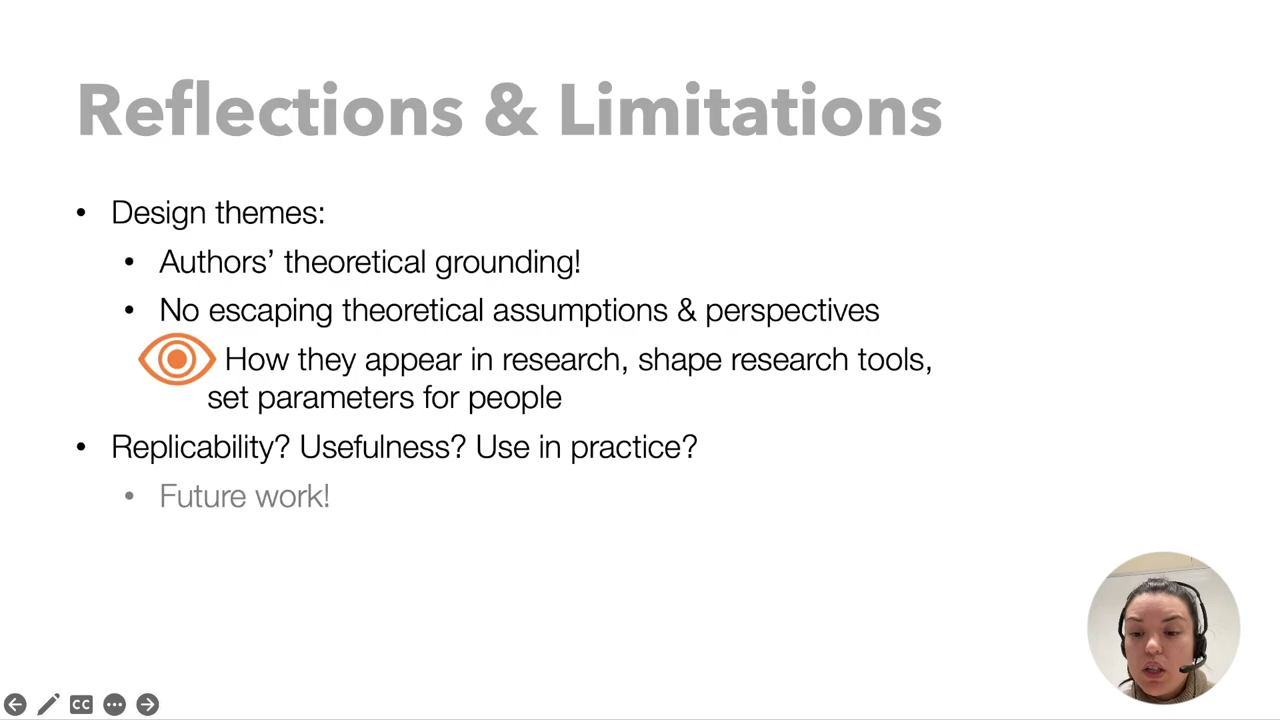 Reflections & Limitations
• Design themes:
• Authors’ theoretical grounding!
• No escaping theoretical assumptions & perspectives
How they appear in research, shape research tools,
set parameters for people
• Replicability? Usefulness? Use in practice?
• Future work!
CC